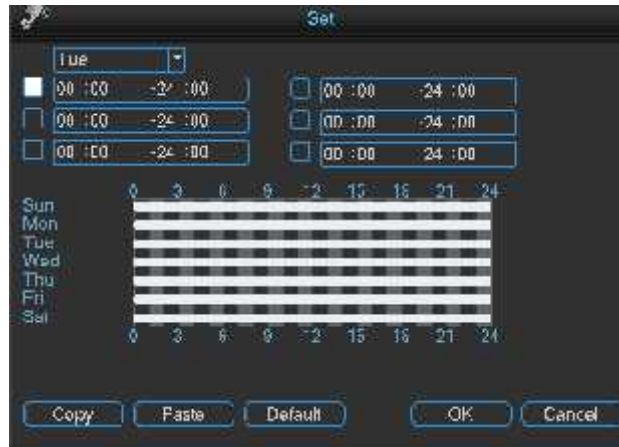 Set
Tue
00 :00 -24 :00 00 :00 -24 :00
00 :00 -24 :00 00 :00 -24 :00
00 :00 -24 :00 00 :00 24 :00
0 3 6 9 12 15 18 21 24
Sun
Mon
Tue
Wed
Thu
Fri
Sat
0 3 6 9 12 15 18 21 24
Copy Paste Default OK Cancel